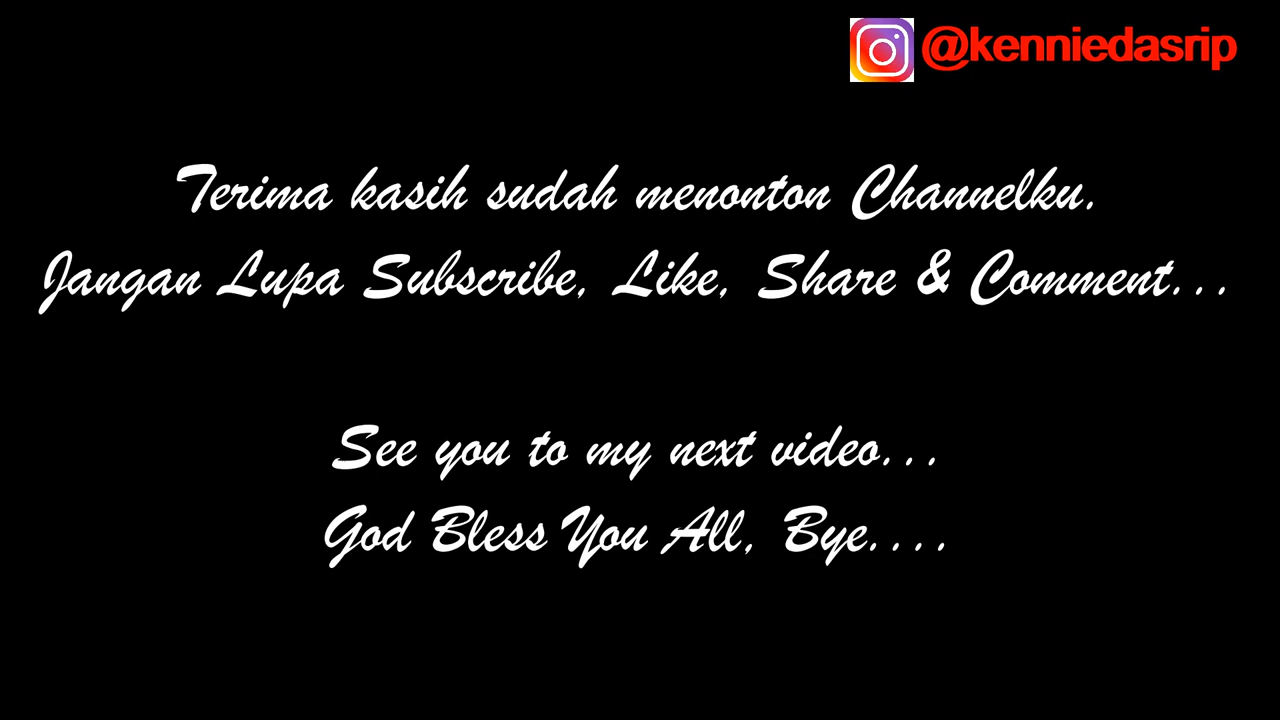 @kenniedasrip
Terima kasih sudah menonton Channelku.
Jangan Lupa Subscribe, Like, Share & Comment...
See you to my next video...
God Bless You All, Bye....